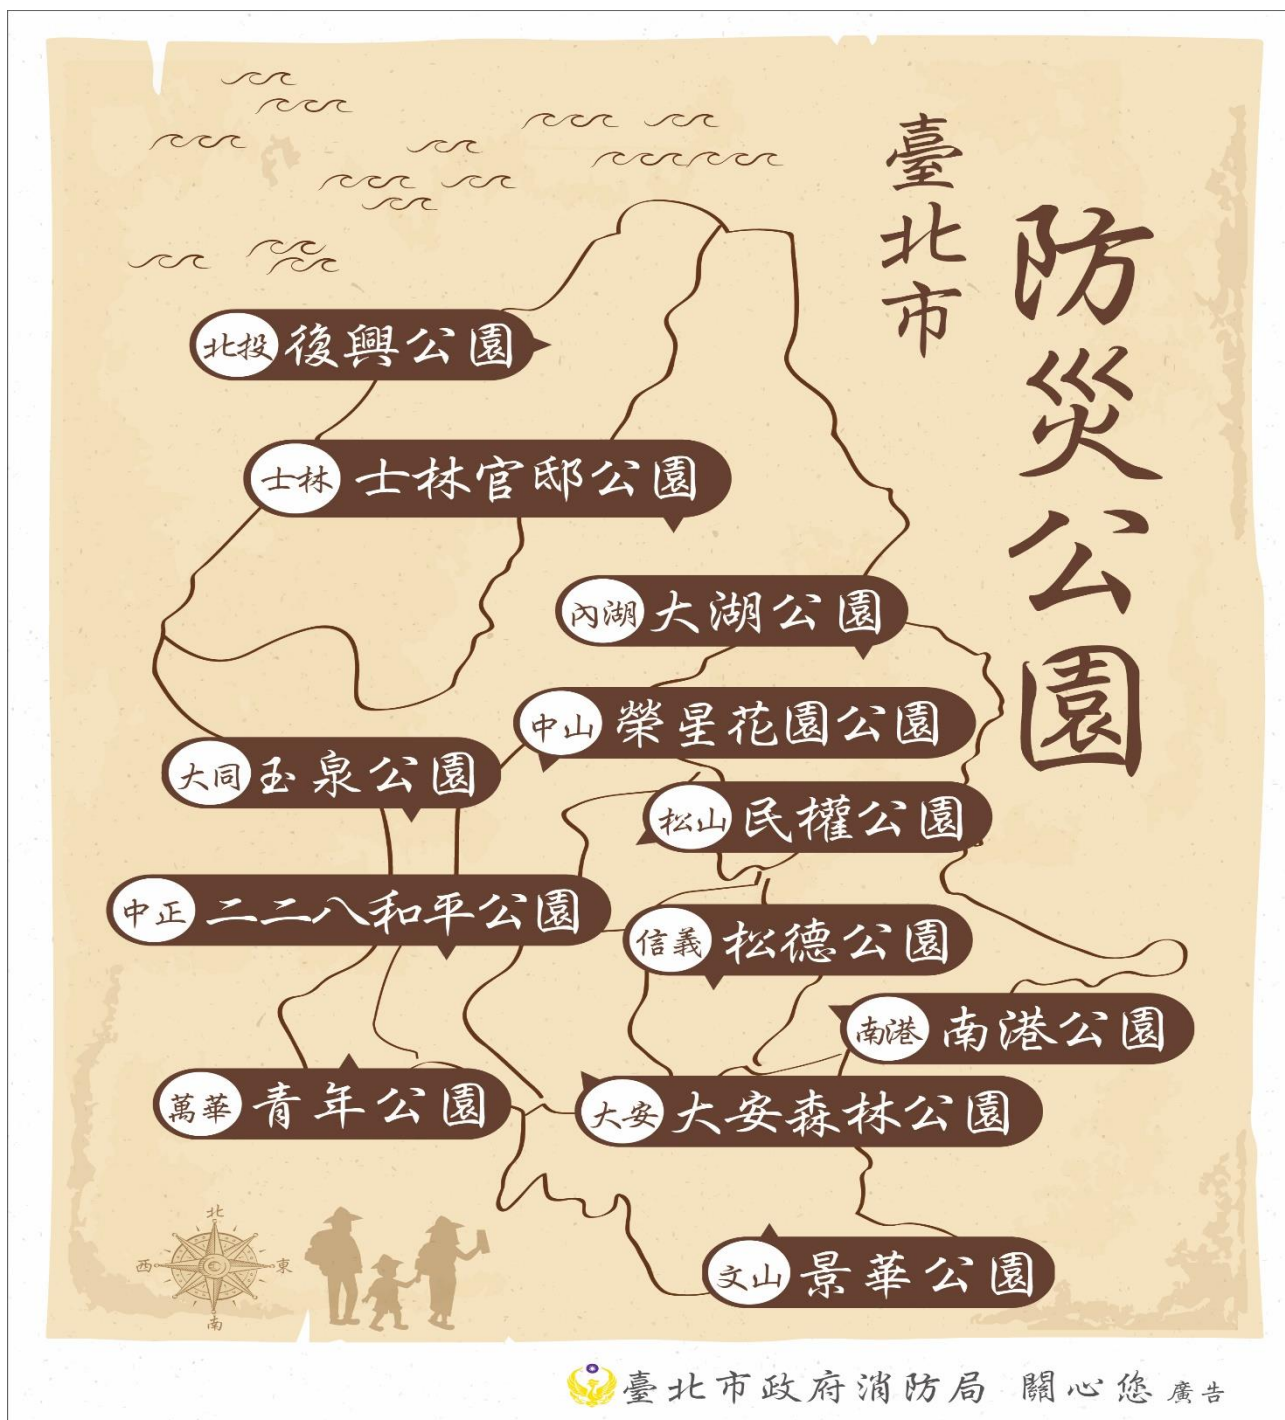 臺北市
防災公園
北投 復興公園
士林 士林官邸公園
內湖 大湖公園
中山 榮星花園公園
大同 玉泉公園
松山 民權公園
中正 二二八和平公園
信義 松德公園
南港 南港公園
萬華 青年公園
大安 大安森林公園
文山 景華公園
北
西 東
南
臺北市政府消防局 關心您 廣告